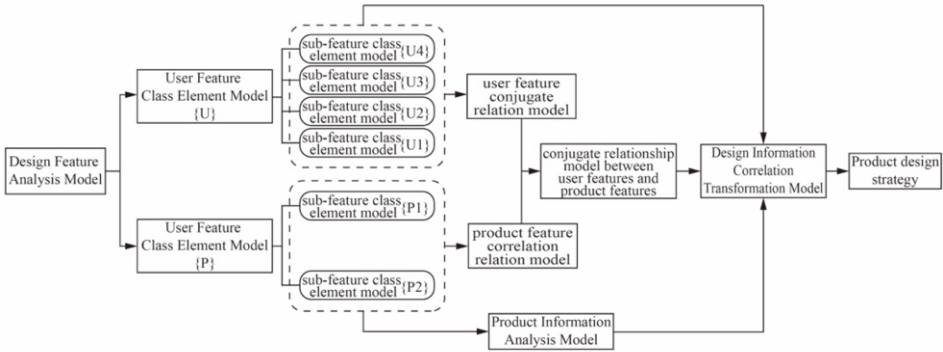 Design Feature
Analysis Model
User Feature
Class Element Model
{U}
User Feature
Class Element Model
{P}
sub-feature class
element model {U4}
sub-feature class
element model {U3}
sub-feature class
element model {U2}
sub-feature class
element model {U1}
sub-feature class
element model {P1}
sub-feature class
element model {P2}
user feature
conjugate
relation model
product feature
correlation
relation model
conjugate relationship
model between
user features and
product features
Product Information
Analysis Model
Design Information
Correlation
Transformation Model
Product design
strategy